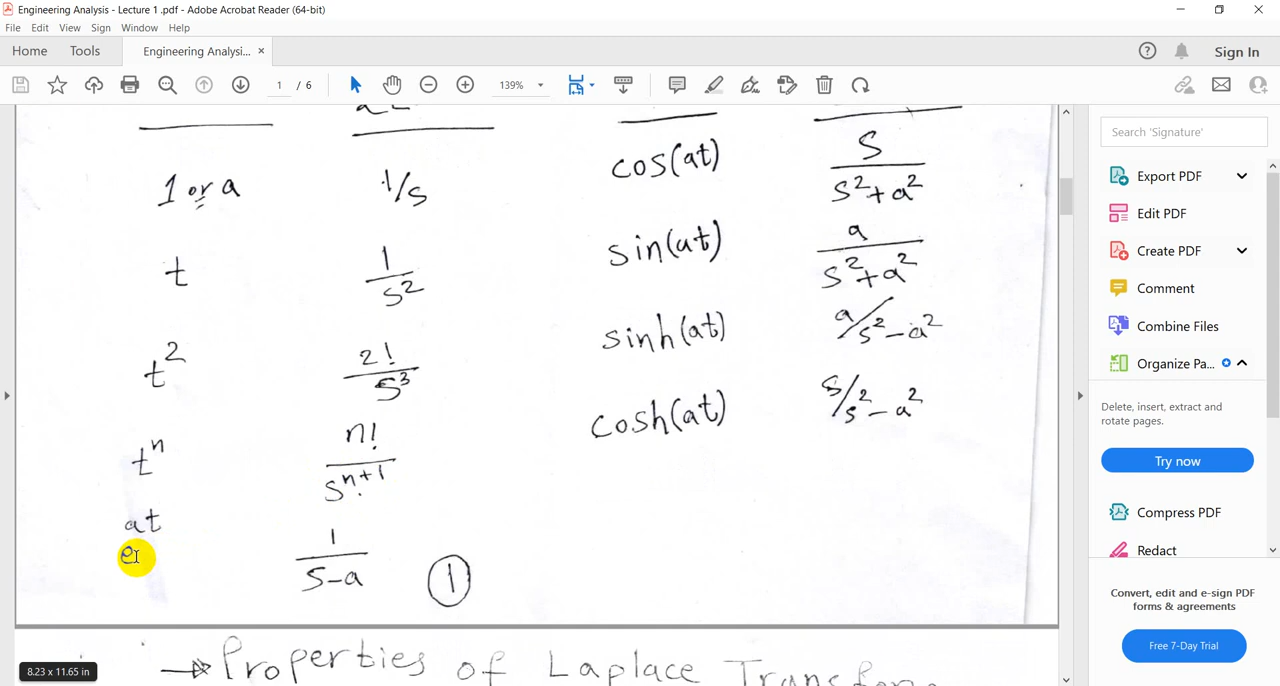 Engineering Analysis - Lecture 1 .pdf - Adobe Acrobat Reader (64-bit)
File Edit View Sign Window Help
Home Tools Engineering Analysi... × Sign In
1 / 6 139%
1 or a 1/s cos(at) S/(S²+a²)
t 1/s² sin(at) a/(s²+a²)
t² 2!/s³ sinh(at) a/s²-a²
tⁿ n!/sⁿ⁺¹ cosh(at) s/s²-a²
e^at 1/(s-a) ①
Properties of Laplace
8.23 x 11.65 in
Search 'Signature'
Export PDF
Edit PDF
Create PDF
Comment
Combine Files
Organize Pa...
Delete, insert, extract and
rotate pages.
Try now
Compress PDF
Redact
Convert, edit and e-sign PDF
forms & agreements
Free 7-Day Trial